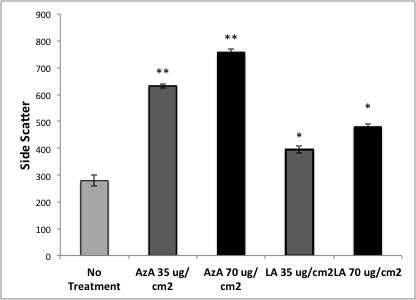 900
800
700
600
500
400
300
200
100
0
Side Scatter
**
**
*
*
No Treatment
AzA 35 ug/ cm2
AzA 70 ug/ cm2
LA 35 ug/cm2
LA 70 ug/cm2